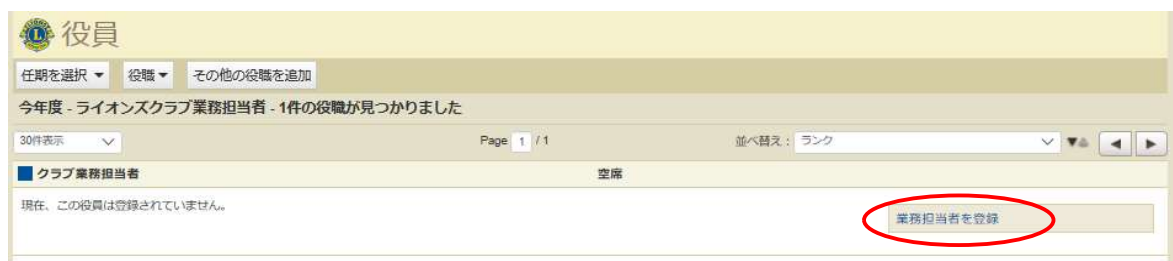 役員
任期を選択 ▼ 役職 ▼ その他の役職を追加
今年度 - ライオンズクラブ業務担当者 - 1件の役職が見つかりました
30件表示 Page 1 / 1 並べ替え： ランク
クラブ業務担当者 空席
現在、この役員は登録されていません。
業務担当者を登録